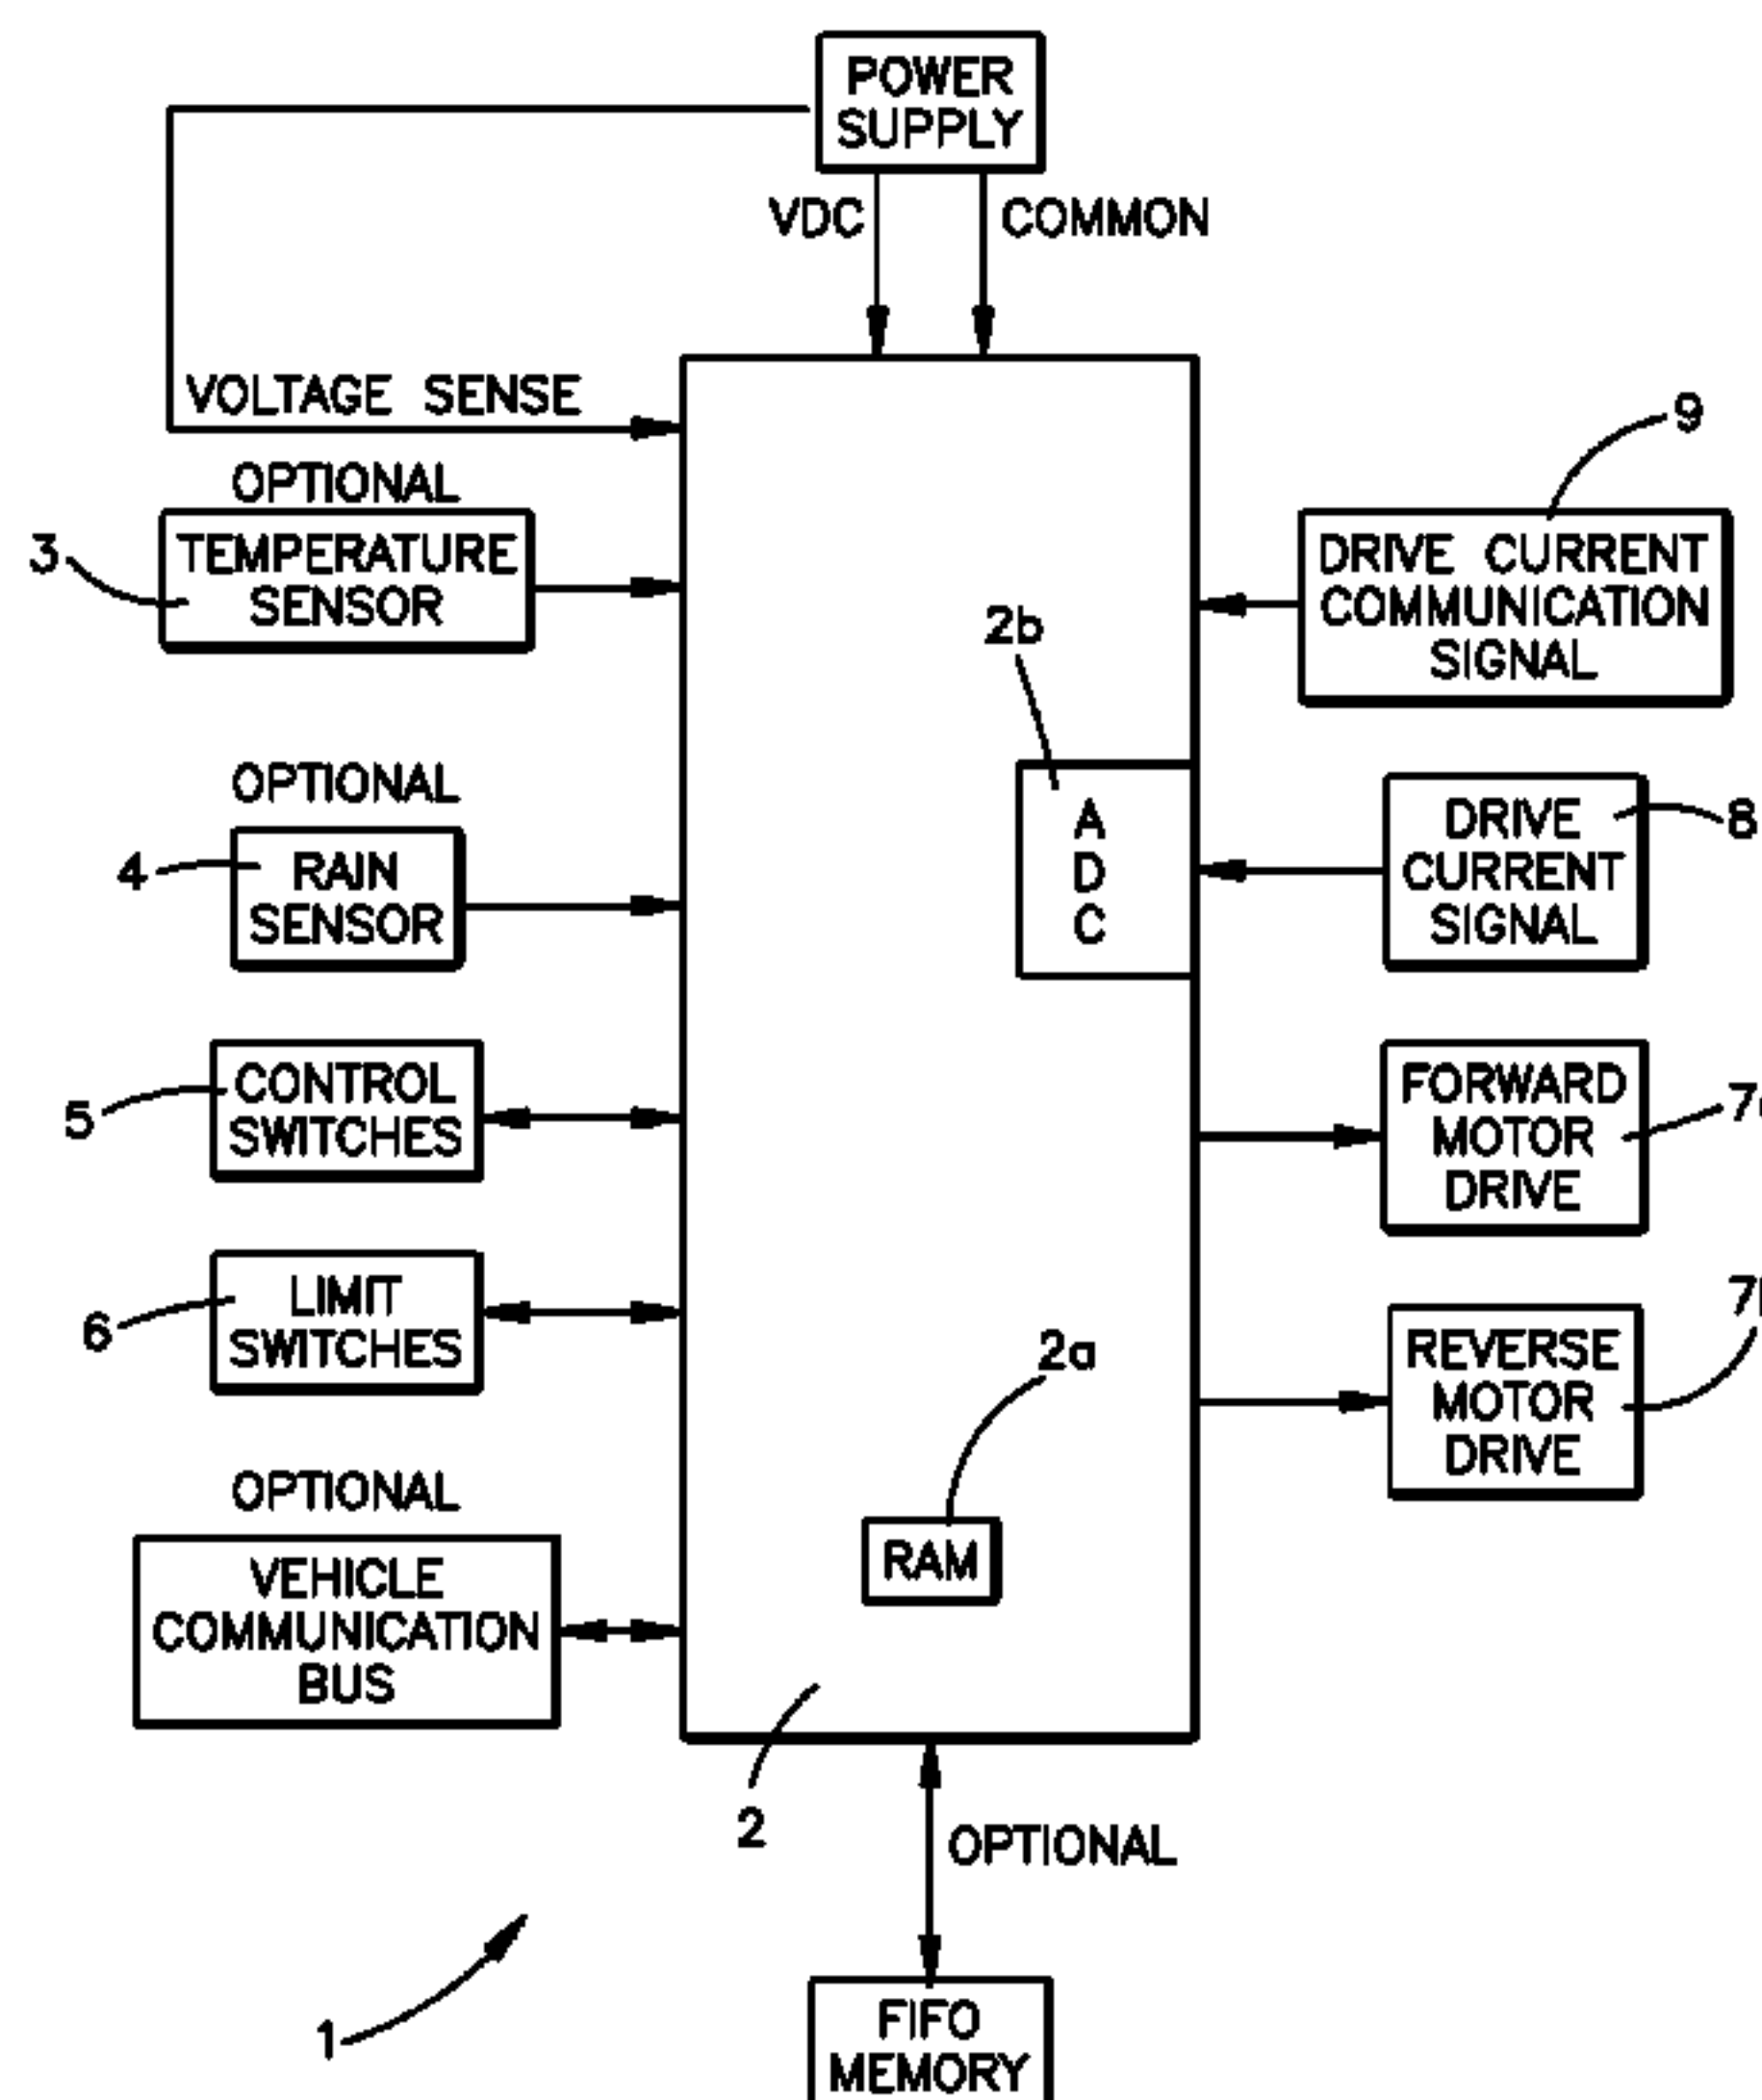 POWER
SUPPLY
VDC
COMMON
VOLTAGE SENSE
OPTIONAL
TEMPERATURE
SENSOR
3
OPTIONAL
RAIN
SENSOR
4
CONTROL
SWITCHES
5
LIMIT
SWITCHES
6
OPTIONAL
VEHICLE
COMMUNICATION
BUS
2b
A
D
C
2a
RAM
2
9
DRIVE CURRENT
COMMUNICATION
SIGNAL
DRIVE
CURRENT
SIGNAL
8
FORWARD
MOTOR
DRIVE
REVERSE
MOTOR
DRIVE
OPTIONAL
1
FIFO
MEMORY